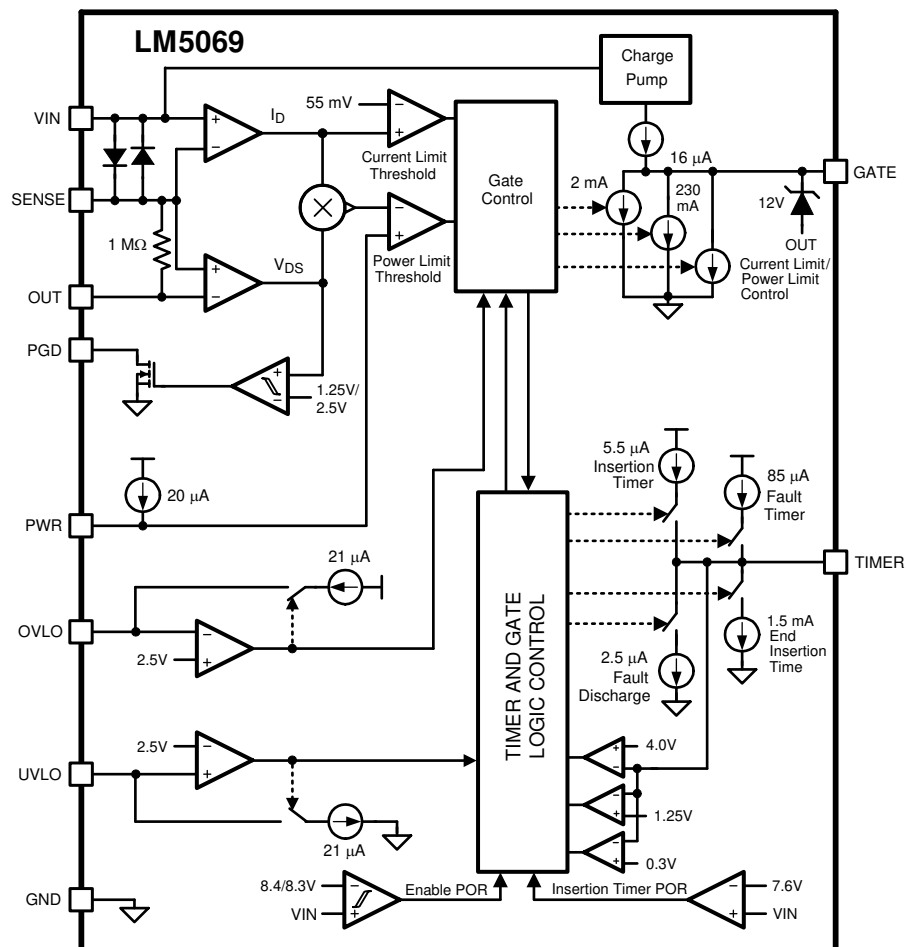 LM5069
Charge
Pump
VIN
I_D
55 mV
−
+
+
−
Current Limit
Threshold
Gate
Control
16 μA
GATE
2 mA
230
mA
12V
OUT
Current Limit/
Power Limit
Control
SENSE
1 MΩ
−
+
Power Limit
Threshold
V_DS
+
−
OUT
PGD
+
−
1.25V/
2.5V
20 μA
PWR
5.5 μA
Insertion
Timer
85 μA
Fault
Timer
TIMER
21 μA
OVLO
−
+
2.5V
TIMER AND GATE
LOGIC CONTROL
1.5 mA
End
Insertion
Time
2.5 μA
Fault
Discharge
2.5V
−
+
UVLO
21 μA
+
−
4.0V
−
+
1.25V
−
+
0.3V
GND
8.4/8.3V
−
VIN
+
Enable POR
Insertion Timer POR
−
7.6V
+
VIN